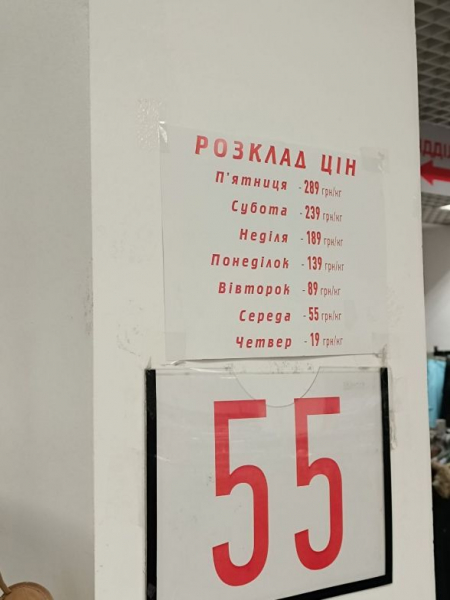 РОЗКЛАД ЦІН
П'ятниця - 289 грн/кг
Субота - 239 грн/кг
Неділя - 189 грн/кг
Понеділок - 139 грн/кг
Вівторок - 89 грн/кг
Середа - 55 грн/кг
Четвер - 19 грн/кг
55